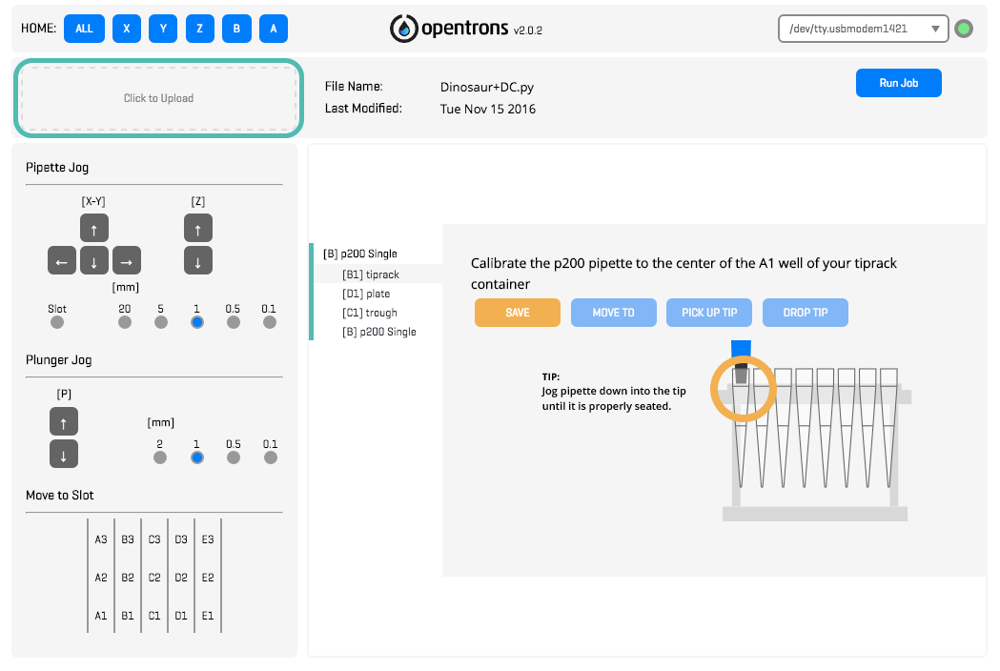 HOME: ALL X Y Z B A
opentrons v2.0.2
/dev/tty.usbmodem1421
Click to Upload
File Name: Dinosaur+DC.py
Last Modified: Tue Nov 15 2016
Run Job
Pipette Jog
[X-Y] [Z]
↑ ↑
← ↓ → ↓
[mm]
Slot 20 5 1 0.5 0.1
Plunger Jog
[P]
↑
↓
[mm]
2 1 0.5 0.1
Move to Slot
A3 B3 C3 D3 E3
A2 B2 C2 D2 E2
A1 B1 C1 D1 E1
[B] p200 Single
[B1] tiprack
[D1] plate
[C1] trough
[B] p200 Single
Calibrate the p200 pipette to the center of the A1 well of your tiprack
container
SAVE MOVE TO PICK UP TIP DROP TIP
TIP:
Jog pipette down into the tip
until it is properly seated.